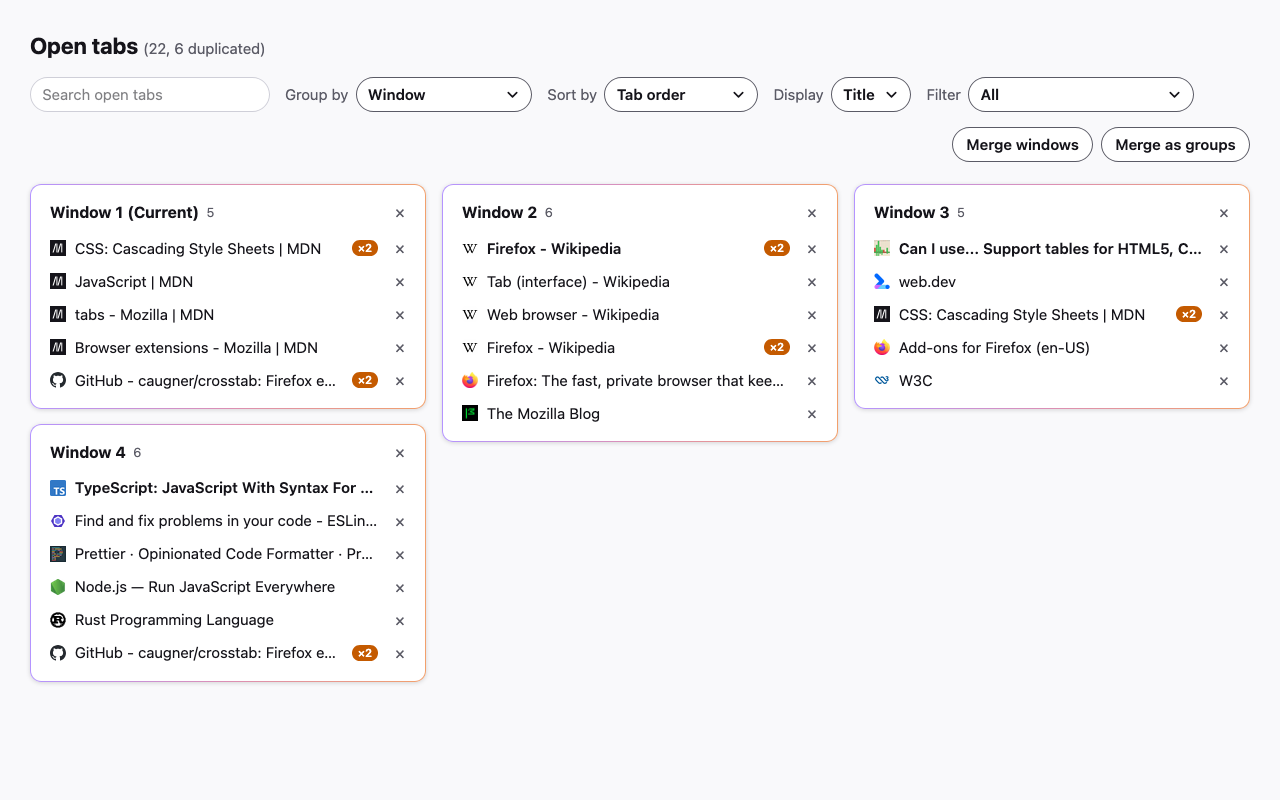 Open tabs (22, 6 duplicated)
Search open tabs Group by Window Sort by Tab order Display Title Filter All
Merge windows Merge as groups
Window 1 (Current) 5
CSS: Cascading Style Sheets | MDN ×2
JavaScript | MDN
tabs - Mozilla | MDN
Browser extensions - Mozilla | MDN
GitHub - caugner/crosstab: Firefox e... ×2
Window 2 6
Firefox - Wikipedia ×2
Tab (interface) - Wikipedia
Web browser - Wikipedia
Firefox - Wikipedia ×2
Firefox: The fast, private browser that kee...
The Mozilla Blog
Window 3 5
Can I use... Support tables for HTML5, C...
web.dev
CSS: Cascading Style Sheets | MDN ×2
Add-ons for Firefox (en-US)
W3C
Window 4 6
TypeScript: JavaScript With Syntax For ...
Find and fix problems in your code - ESLin...
Prettier · Opinionated Code Formatter · Pr...
Node.js — Run JavaScript Everywhere
Rust Programming Language
GitHub - caugner/crosstab: Firefox e... ×2